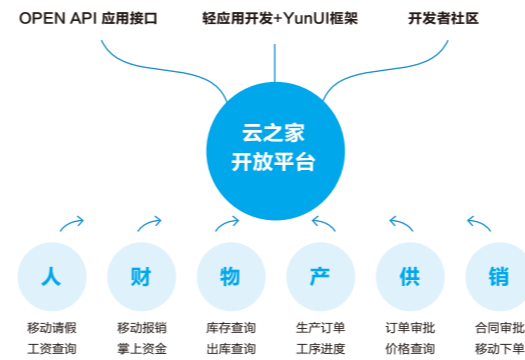 OPEN API 应用接口
轻应用开发+YunUI框架
开发者社区
云之家
开放平台
人
财
物
产
供
销
移动请假
工资查询
移动报销
掌上资金
库存查询
出库查询
生产订单
工序进度
订单审批
价格查询
合同审批
移动下单